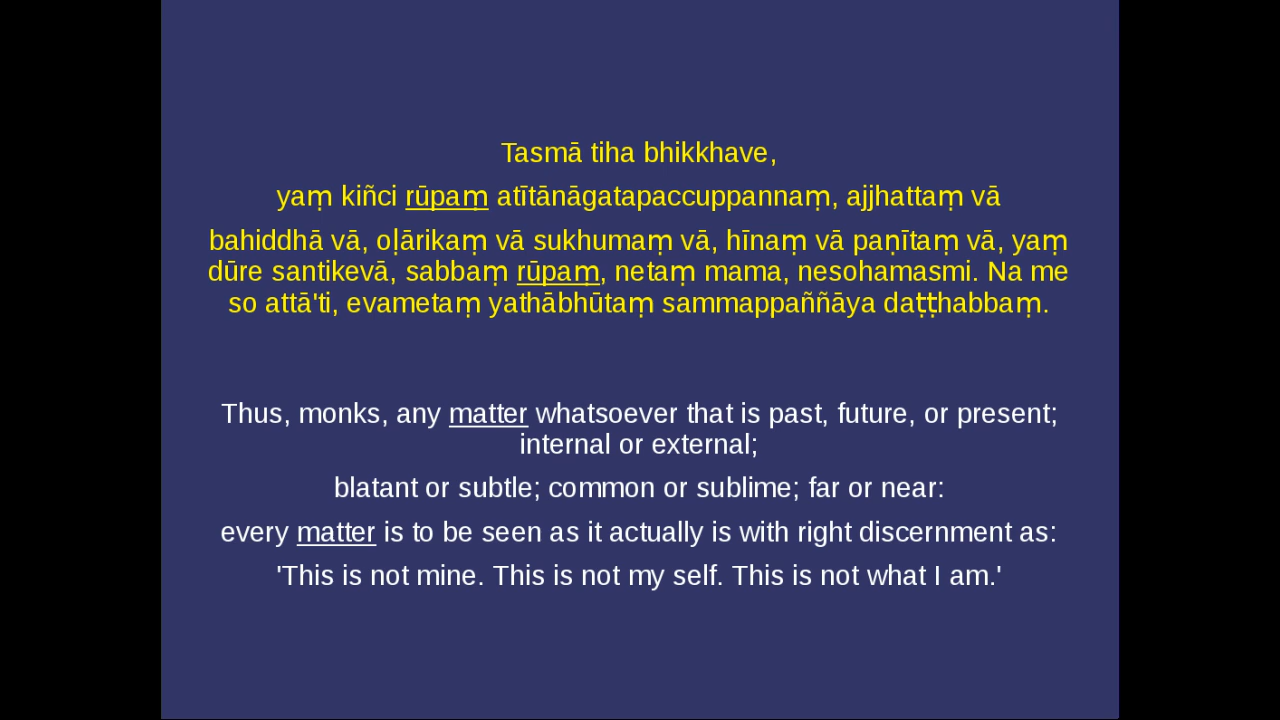 Tasmā tiha bhikkhave,
yaṃ kiñci rūpaṃ atītānāgatapaccuppannaṃ, ajjhattaṃ vā
bahiddhā vā, oḷārikaṃ vā sukhumaṃ vā, hīnaṃ vā paṇītaṃ vā, yaṃ
dūre santikevā, sabbaṃ rūpaṃ, netaṃ mama, nesohamasmi. Na me
so attā'ti, evametaṃ yathābhūtaṃ sammappaññāya daṭṭhabbaṃ.
Thus, monks, any matter whatsoever that is past, future, or present;
internal or external;
blatant or subtle; common or sublime; far or near:
every matter is to be seen as it actually is with right discernment as:
'This is not mine. This is not my self. This is not what I am.'